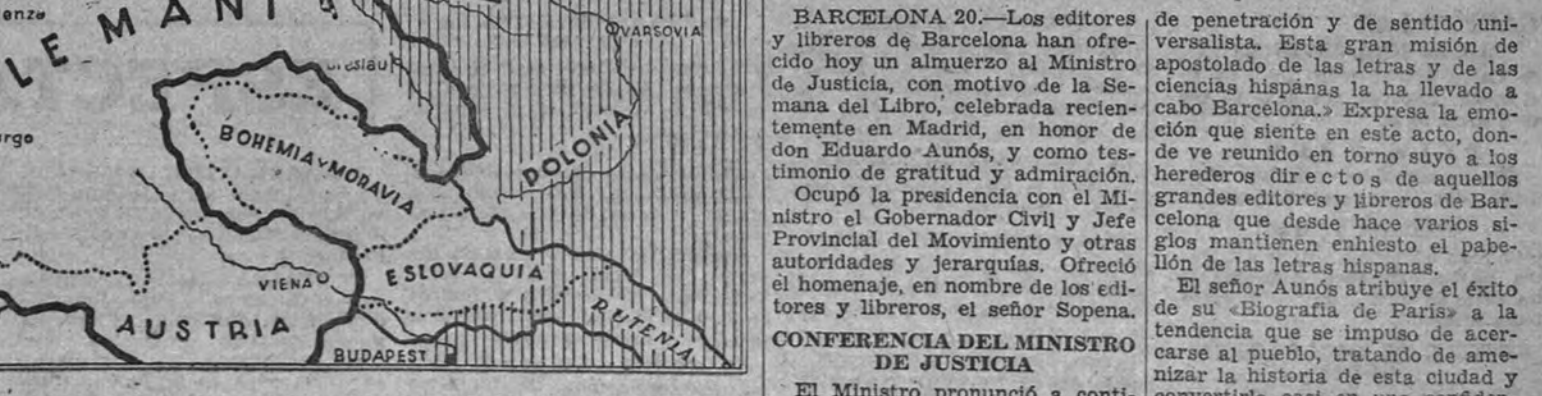 LEMANI
VARSOVIA
BOHEMIA Y MORAVIA
POLONIA
ESLOVAQUIA
VIENA
RUTENIA
AUSTRIA
BUDAPEST
BARCELONA 20.—Los editores
y libreros de Barcelona han ofre-
cido hoy un almuerzo al Ministro
de Justicia, con motivo de la Se-
mana del Libro, celebrada recien-
temente en Madrid, en honor de
don Eduardo Aunós, y como tes-
timonio de gratitud y admiración.
Ocupó la presidencia con el Mi-
nistro el Gobernador Civil y Jefe
Provincial del Movimiento y otras
autoridades y jerarquías. Ofreció
el homenaje, en nombre de los edi-
tores y libreros, el señor Sopena.
CONFERENCIA DEL MINISTRO
DE JUSTICIA
El Ministro pronunció a conti-
de penetración y de sentido uni-
versalista. Esta gran misión de
apostolado de las letras y de las
ciencias hispanas la ha llevado a
cabo Barcelona.» Expresa la emo-
ción que siente en este acto, don-
de ve reunido en torno suyo a los
herederos directos de aquellos
grandes editores y libreros de Bar-
celona que desde hace varios si-
glos mantienen enhiesto el pabe-
llón de las letras hispanas.
El señor Aunós atribuye el éxito
de su «Biografía de París» a la
tendencia que se impuso de acer-
carse al pueblo, tratando de ame-
nizar la historia de esta ciudad y